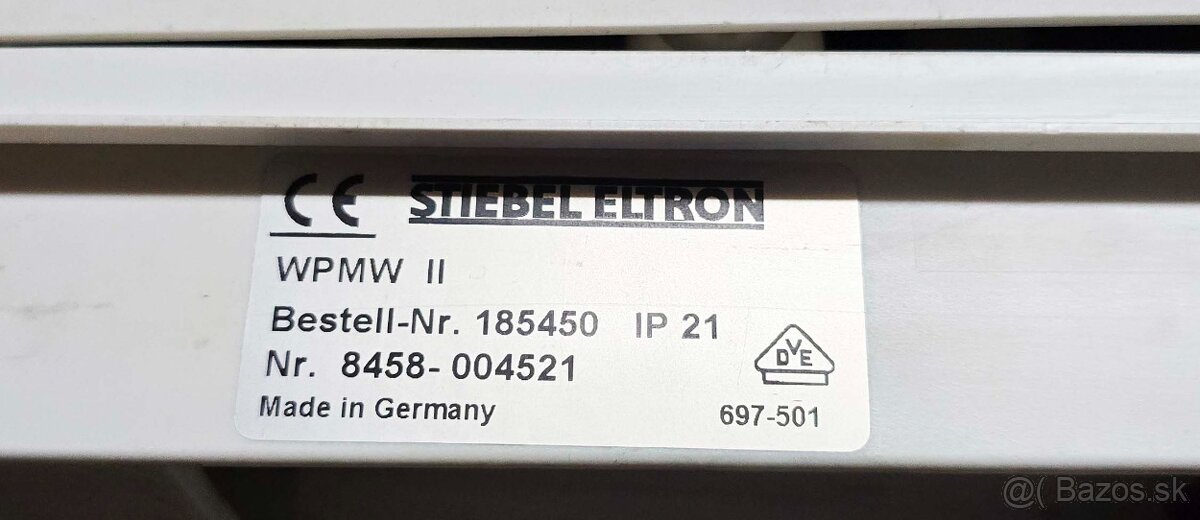 CE STIEBEL ELTRON
WPMW II
Bestell-Nr. 185450 IP 21
Nr. 8458-004521
DVE
Made in Germany 697-501
@( Bazos.sk